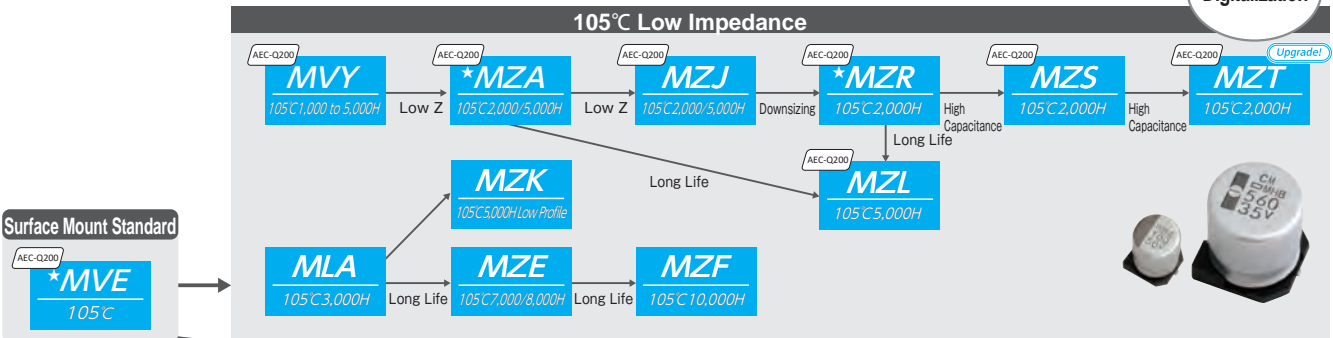 Digitalization
105℃ Low Impedance
AEC-Q200
MVY
105℃1,000 to 5,000H
Low Z
AEC-Q200
★MZA
105℃2,000/5,000H
Low Z
AEC-Q200
MZJ
105℃2,000/5,000H
Downsizing
AEC-Q200
★MZR
105℃2,000H
High
Capacitance
AEC-Q200
MZS
105℃2,000H
High
Capacitance
AEC-Q200
Upgrade!
MZT
105℃2,000H
Long Life
Long Life
AEC-Q200
MZL
105℃5,000H
MZK
105℃5,000H Low Profile
Surface Mount Standard
AEC-Q200
★MVE
105℃
MLA
105℃3,000H
Long Life
MZE
105℃7,000/8,000H
Long Life
MZF
105℃10,000H
CM
MHB
560
35V